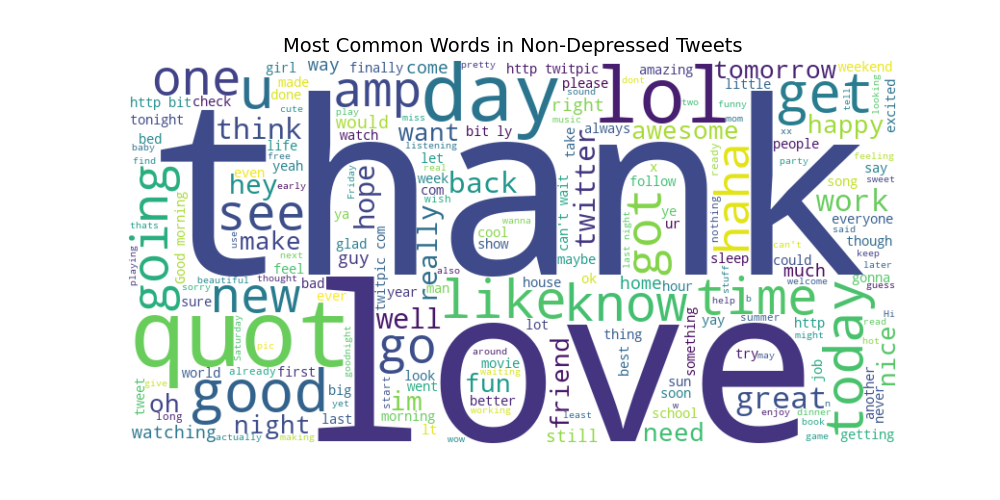 Most Common Words in Non-Depressed Tweets
thank
love
quot
day
lol
good
get
like
know
time
today
one
u
amp
new
see
go
going
got
haha
think
want
back
hey
make
hope
really
twitter
awesome
tomorrow
happy
work
nice
great
need
friend
fun
well
im
night
oh
watching
girl
way
finally
come
pretty
http twitpic
please
amazing
little
weekend
http bit
check
made
done
cute
tonight
bed
baby
find
life
free
yeah
even
early
play
would
watch
miss
listening
bit ly
let
real
week
com
wish
right
sound
music
take
always
dont
two
funny
mom
xx
people
party
ready
tell
looking
excited
feeling
sweet
say
song
everyone
said
though
keep
later
guess
gonna
could
can't
much
welcome
sleep
stuff
nothing
help
b
x
follow
ye
ur
last night
home
hour
ok
maybe
can't wait
wanna
cool
show
also
man
house
Friday
ya
glad
guy
twitpic com
year
bad
ever
feel
next
use
thought
beautiful
sorry
sure
Good morning
thats
playing
Saturday
pzc
goodnight
already
first
world
give
tweet
long
actually
making
big
yet
last
start
look
went
morning
lt
better
movie
around
waiting
working
wow
lot
thing
least
still
best
something
yay
summer
sun
soon
w
school
try
may
http
might
job
enjoy
n
dinner
book
game
getting
another
never
hot
read
Hi